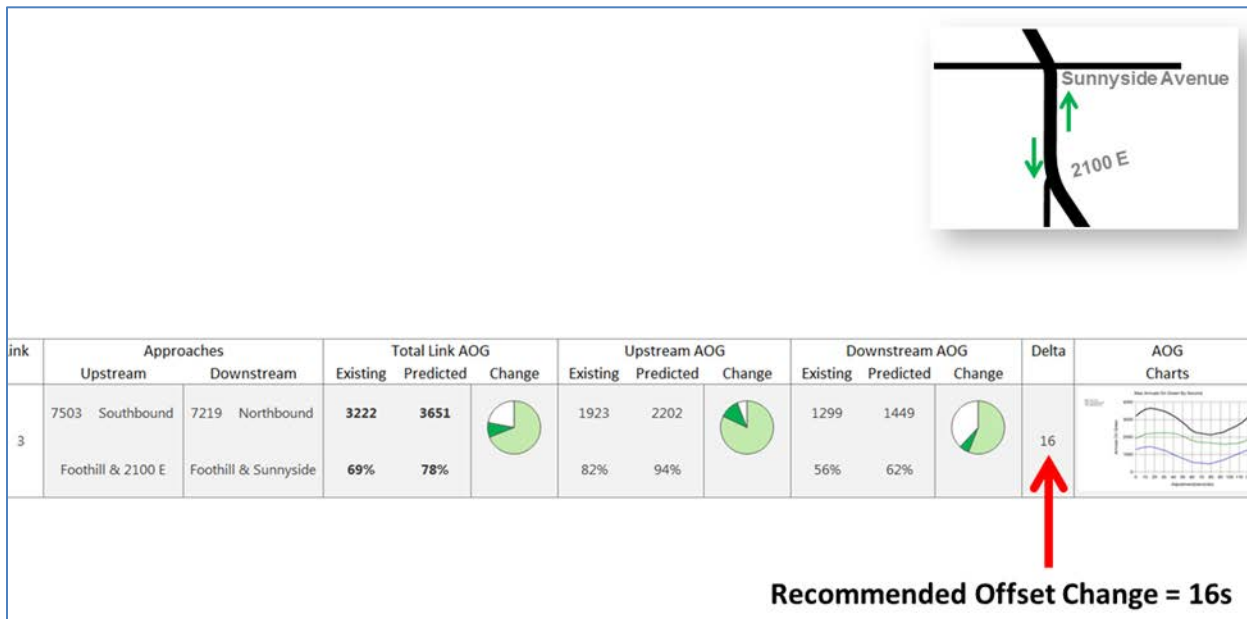 Sunnyside Avenue
2100 E
ink Approaches Total Link AOG Upstream AOG Downstream AOG Delta AOG
Upstream Downstream Existing Predicted Change Existing Predicted Change Existing Predicted Change Charts
7503 Southbound 7219 Northbound 3222 3651 1923 2202 1299 1449
3 16
Foothill & 2100 E Foothill & Sunnyside 69% 78% 82% 94% 56% 62%
Recommended Offset Change = 16s